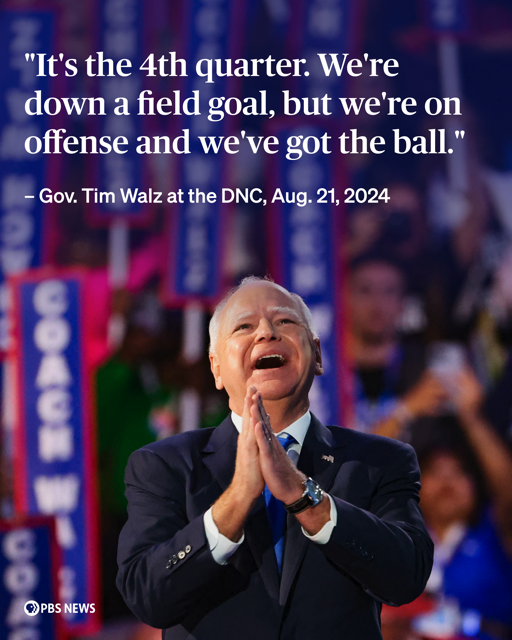 "It's the 4th quarter. We're
down a field goal, but we're on
offense and we've got the ball."
– Gov. Tim Walz at the DNC, Aug. 21, 2024
COACH WALZ
COACH
PBS NEWS